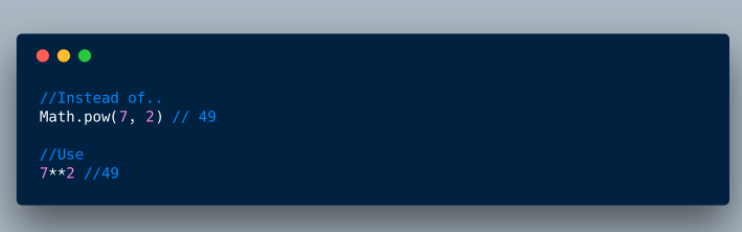 //Instead of..
Math.pow(7, 2) // 49
//Use
7**2 //49